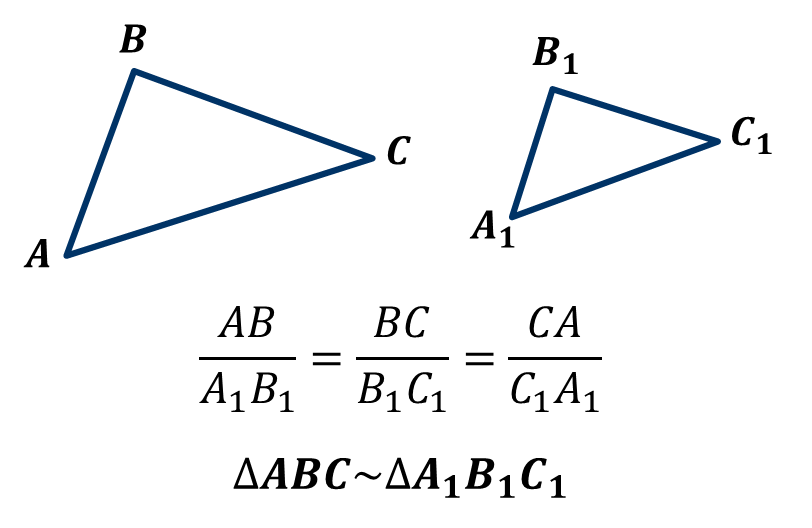 B
B₁
C
C₁
A
A₁
AB/A₁B₁ = BC/B₁C₁ = CA/C₁A₁
ΔABC~ΔA₁B₁C₁